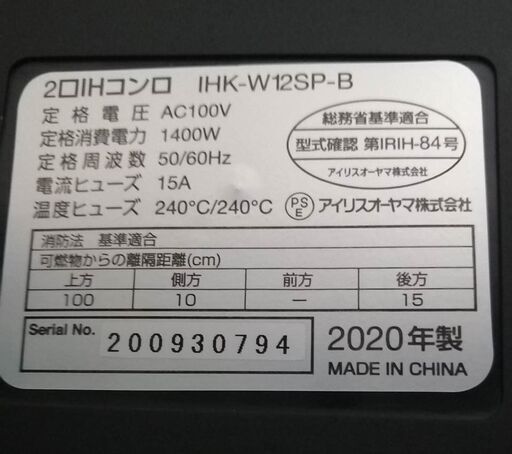 2口IHコンロ IHK-W12SP-B
定格電圧 AC100V
定格消費電力 1400W
定格周波数 50/60Hz
電流ヒューズ 15A
温度ヒューズ 240°C/240°C
総務省基準適合
型式確認 第IRIH-84号
アイリスオーヤマ株式会社
PSE アイリスオーヤマ株式会社
消防法 基準適合
可燃物からの離隔距離(cm)
上方 側方 前方 後方
100 10 ー 15
Serial No. 200930794
2020年製
MADE IN CHINA